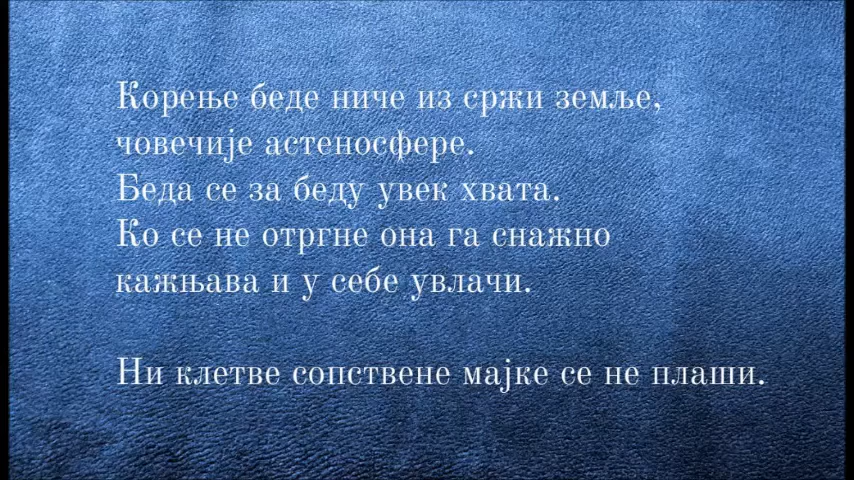 Корење беде ниче из сржи земље,
човечије астеносфере.
Беда се за беду увек хвата.
Ко се не отргне она га снажно
кажњава и у себе увлачи.
Ни клетве сопствене мајке се не плаши.